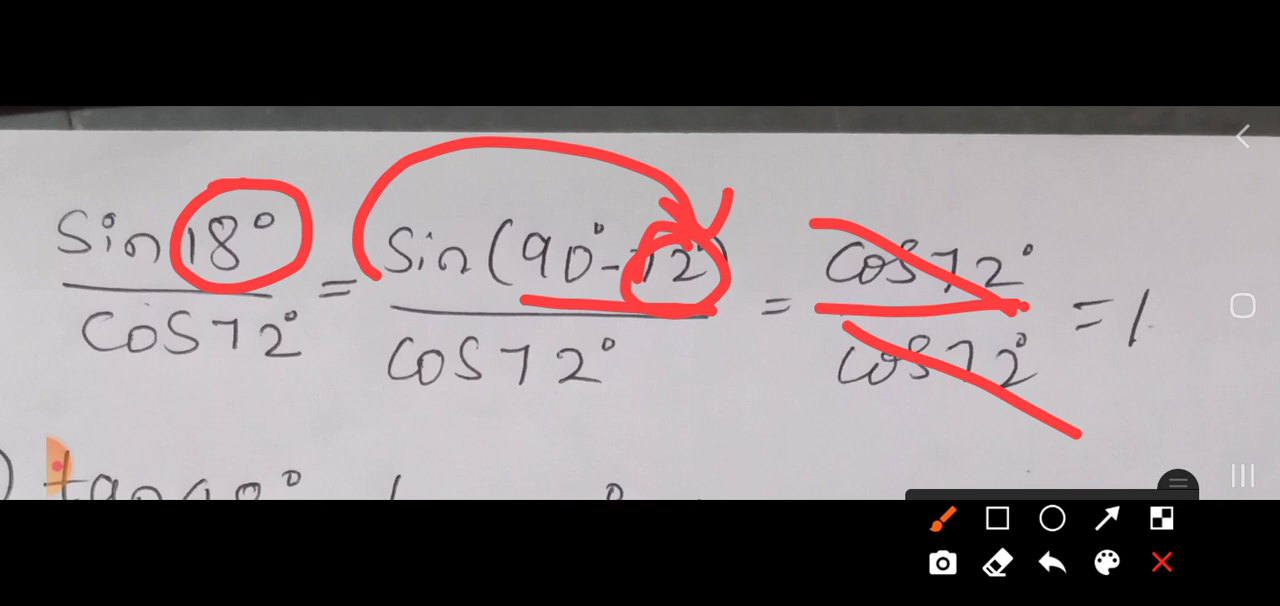 Sin 18° / Cos 72° = Sin (90° - 72°) / Cos 72° = Cos 72° / Cos 72° = 1